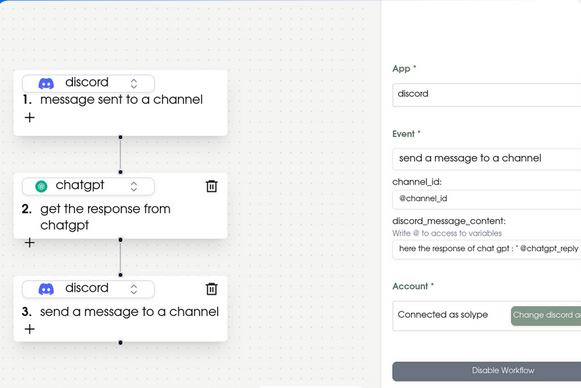 discord
1. message sent to a channel
+
chatgpt
2. get the response from
chatgpt
+
discord
3. send a message to a channel
+
App *
discord
Event *
send a message to a channel
channel_id:
@channel_id
discord_message_content:
Write @ to access to variables
here the response of chat gpt : " @chatgpt_reply
Account *
Connected as solype
Change discord a
Disable Workflow